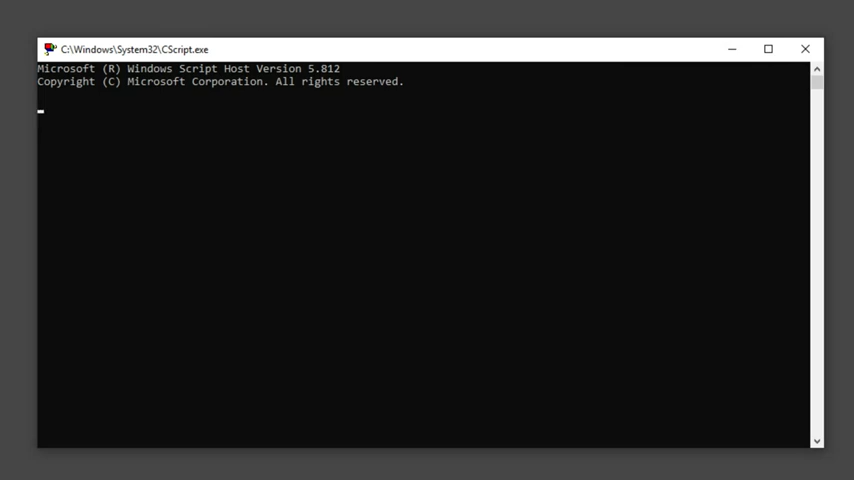 C:\Windows\System32\CScript.exe
Microsoft (R) Windows Script Host Version 5.812
Copyright (C) Microsoft Corporation. All rights reserved.